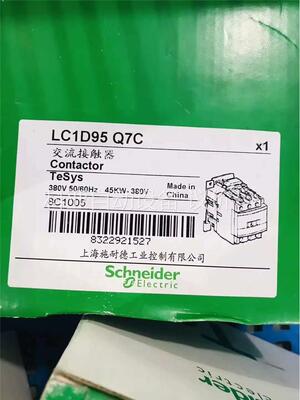 LC1D95 Q7C
x1
交流接触器
Contactor
TeSys
380V 50/60Hz 45KW-380V
Made in
China
8C1005
8322921527
上海施耐德工业控制有限公司
Schneider
Electric